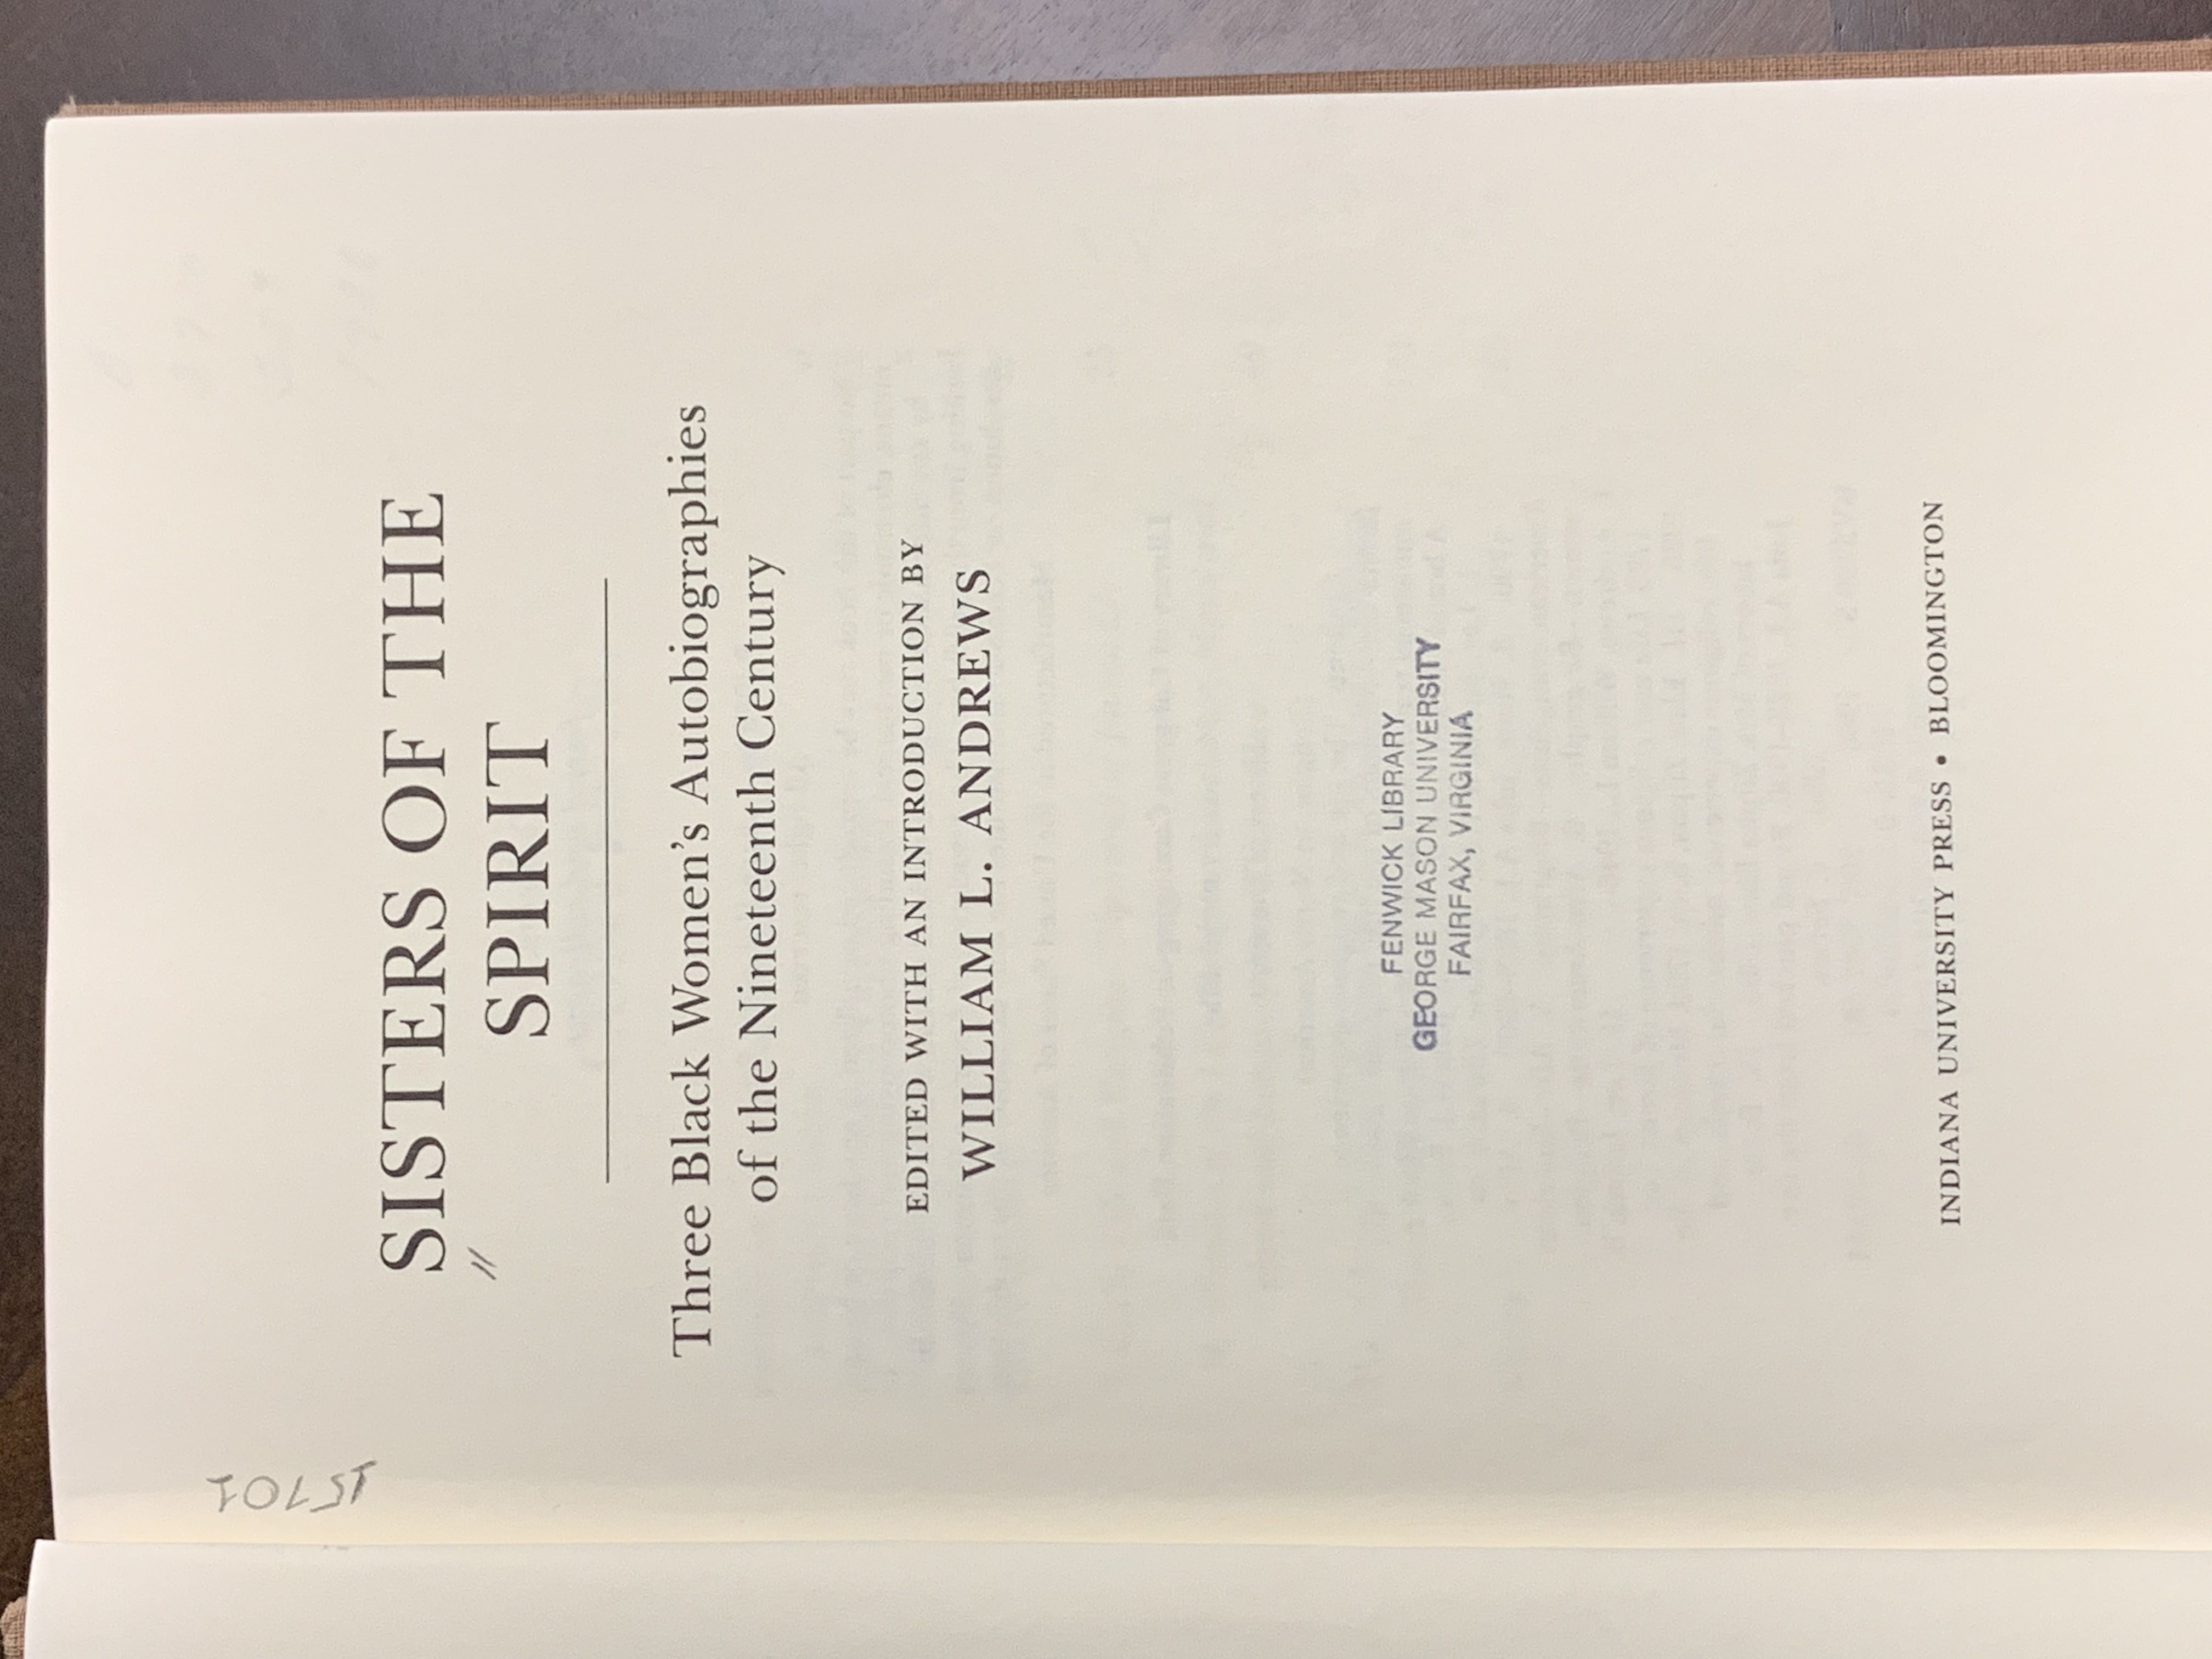 SISTERS OF THE
SPIRIT
Three Black Women's Autobiographies
of the Nineteenth Century
EDITED WITH AN INTRODUCTION BY
WILLIAM L. ANDREWS
FENWICK LIBRARY
GEORGE MASON UNIVERSITY
FAIRFAX, VIRGINIA
INDIANA UNIVERSITY PRESS • BLOOMINGTON